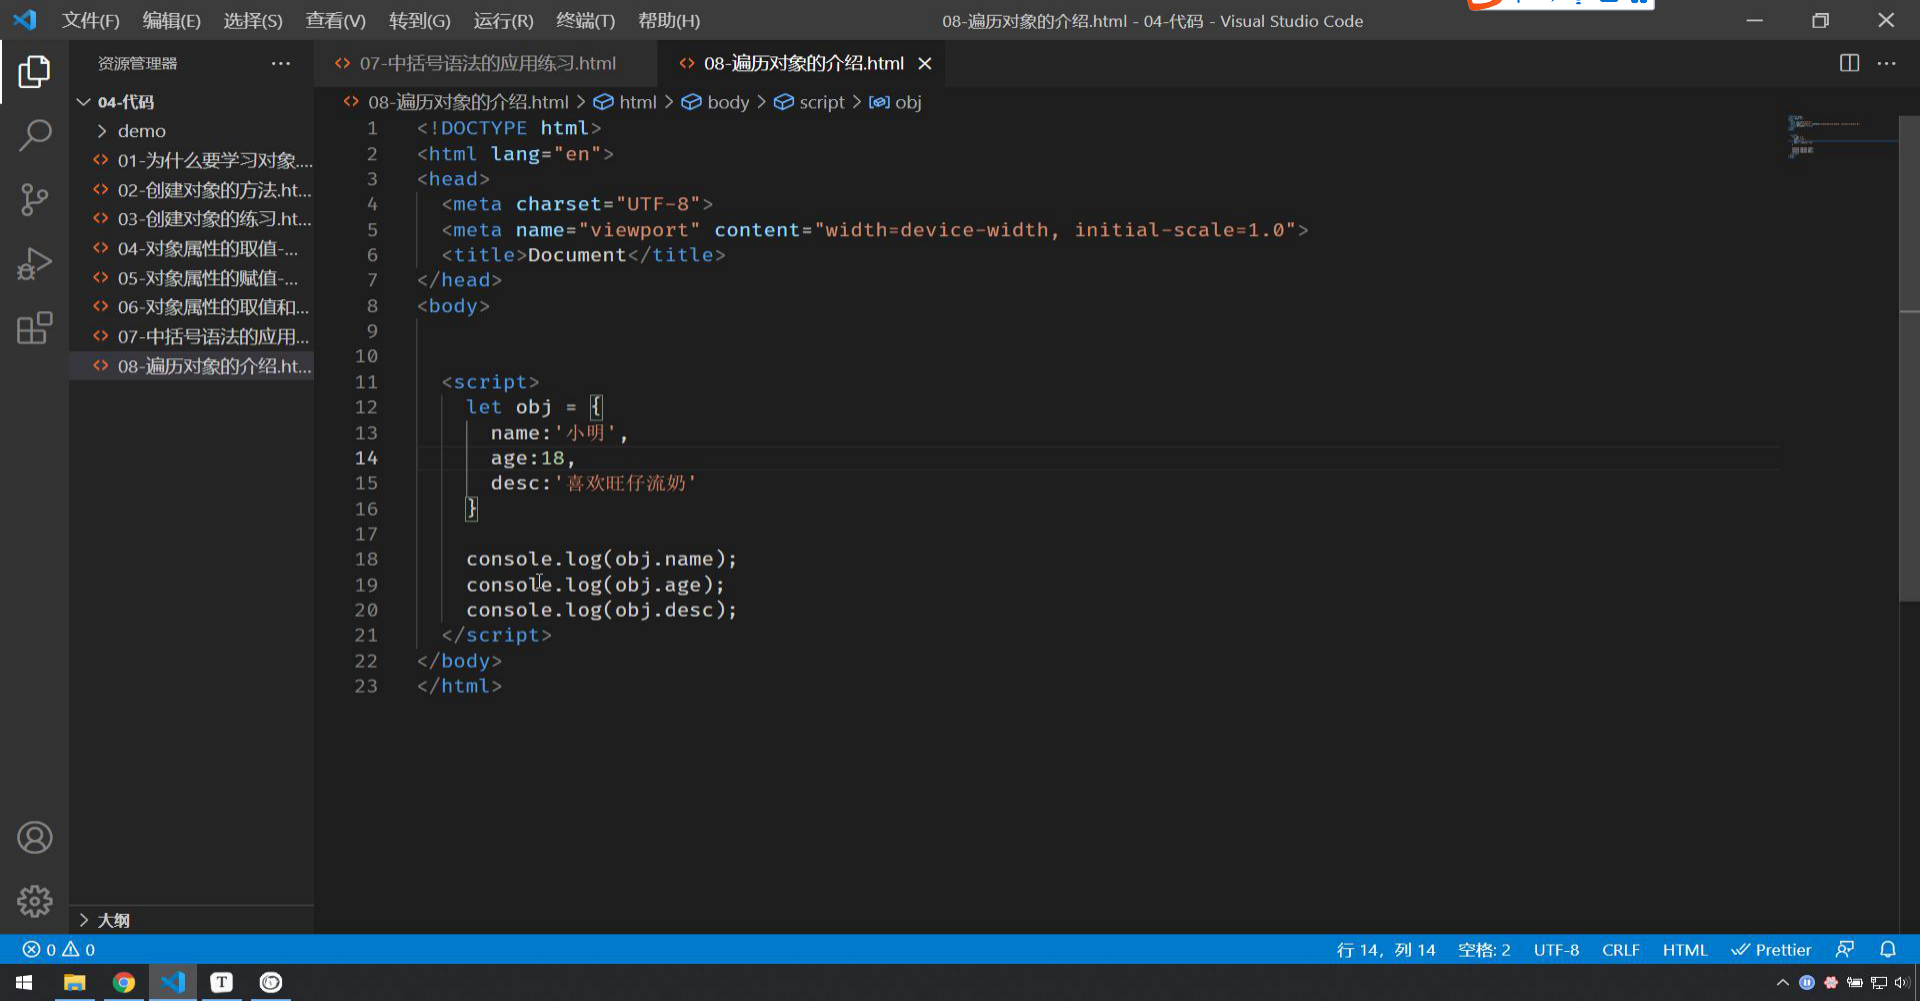 文件(F) 编辑(E) 选择(S) 查看(V) 转到(G) 运行(R) 终端(T) 帮助(H) 08-遍历对象的介绍.html - 04-代码 - Visual Studio Code
资源管理器 ···
07-中括号语法的应用练习.html
08-遍历对象的介绍.html
04-代码
demo
01-为什么要学习对象....
02-创建对象的方法.ht...
03-创建对象的练习.ht...
04-对象属性的取值-...
05-对象属性的赋值-...
06-对象属性的取值和...
07-中括号语法的应用...
08-遍历对象的介绍.ht...
大纲
08-遍历对象的介绍.html > html > body > script > obj
1 <!DOCTYPE html>
2 <html lang="en">
3 <head>
4 <meta charset="UTF-8">
5 <meta name="viewport" content="width=device-width, initial-scale=1.0">
6 <title>Document</title>
7 </head>
8 <body>
9
10
11 <script>
12 let obj = {
13 name:'小明',
14 age:18,
15 desc:'喜欢旺仔流奶'
16 }
17
18 console.log(obj.name);
19 console.log(obj.age);
20 console.log(obj.desc);
21 </script>
22 </body>
23 </html>
0 0 行 14，列 14 空格: 2 UTF-8 CRLF HTML Prettier
T